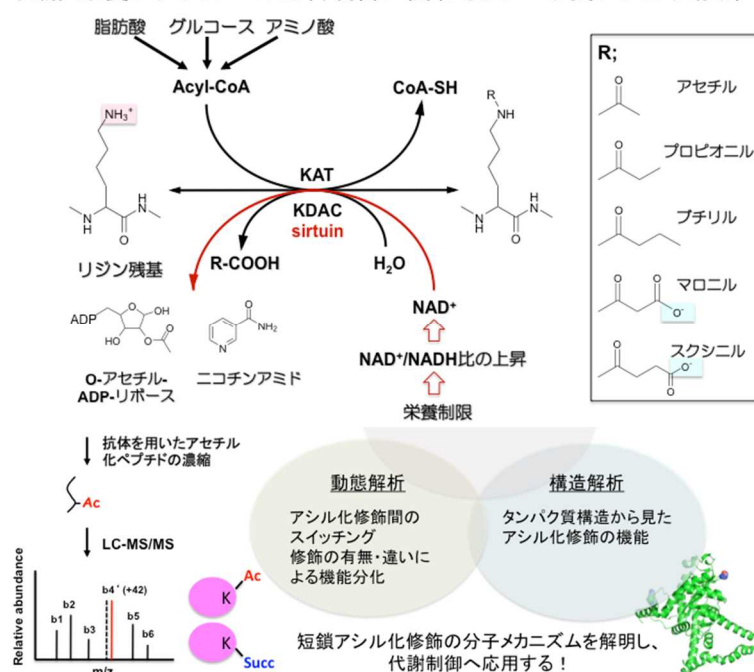 脂肪酸 グルコース アミノ酸
Acyl-CoA
CoA-SH
NH3+
R
NH
KAT
KDAC
sirtuin
N
H
O
H
N
N
H
O
H
N
リジン残基
R-COOH
H2O
NAD+
NAD+/NADH比の上昇
栄養制限
ADP
O
OH
HO
O
O
O-アセチル-
ADP-リボース
O
NH2
N
ニコチンアミド
R;
O
アセチル
O
プロピオニル
O
ブチリル
マロニル
O
O
O-
スクシニル
O
O-
O
抗体を用いたアセチル
化ペプチドの濃縮
Ac
LC-MS/MS
Relative abundance
b1
b2
b3
b4' (+42)
b5
b6
m/z
K
Ac
K
Succ
動態解析
アシル化修飾間の
スイッチング
修飾の有無・違いに
よる機能分化
構造解析
タンパク質構造から見た
アシル化修飾の機能
短鎖アシル化修飾の分子メカニズムを解明し、
代謝制御へ応用する！